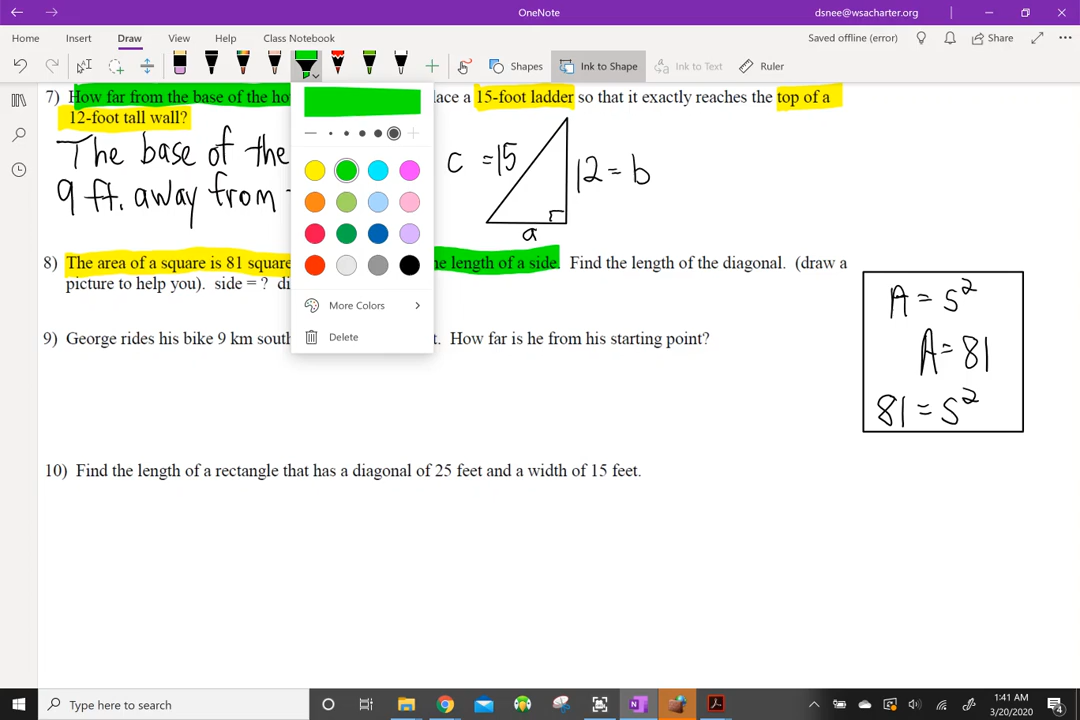 OneNote
dsnee@wsacharter.org
Home Insert Draw View Help Class Notebook
Saved offline (error) Share
Shapes Ink to Shape Ink to Text Ruler
7) How far from the base of the ho
lace a 15-foot ladder so that it exactly reaches the top of a
12-foot tall wall?
The base of the
9 ft. away from
c = 15
12 = b
a
8) The area of a square is 81 square
e length of a side. Find the length of the diagonal. (draw a
picture to help you). side = ? di
More Colors
Delete
9) George rides his bike 9 km south
t. How far is he from his starting point?
A = s²
A = 81
81 = s²
10) Find the length of a rectangle that has a diagonal of 25 feet and a width of 15 feet.
Type here to search
1:41 AM
3/20/2020
4